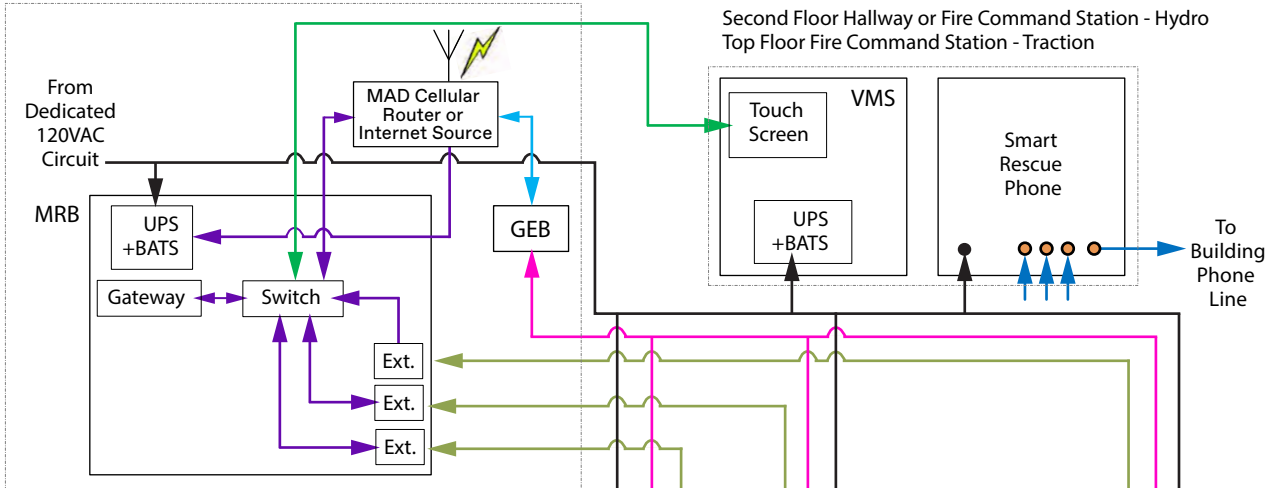 Second Floor Hallway or Fire Command Station - Hydro
Top Floor Fire Command Station - Traction
From
Dedicated
120VAC
Circuit
MAD Cellular
Router or
Internet Source
VMS
Touch
Screen
Smart
Rescue
Phone
MRB
UPS
+BATS
GEB
UPS
+BATS
To
Building
Phone
Line
Gateway
Switch
Ext.
Ext.
Ext.